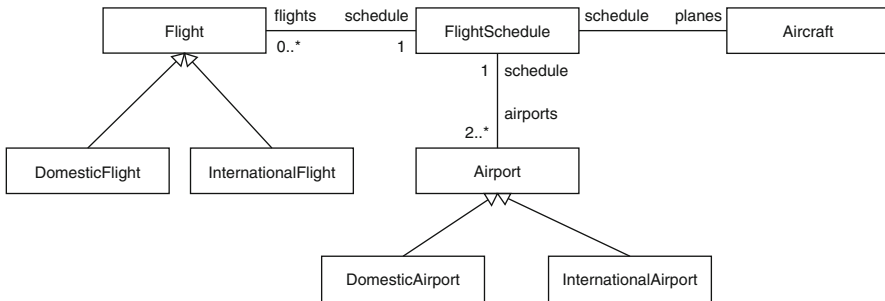 flights schedule schedule planes
Flight FlightSchedule Aircraft
0..* 1
1 schedule
airports
2..*
DomesticFlight InternationalFlight Airport
DomesticAirport InternationalAirport